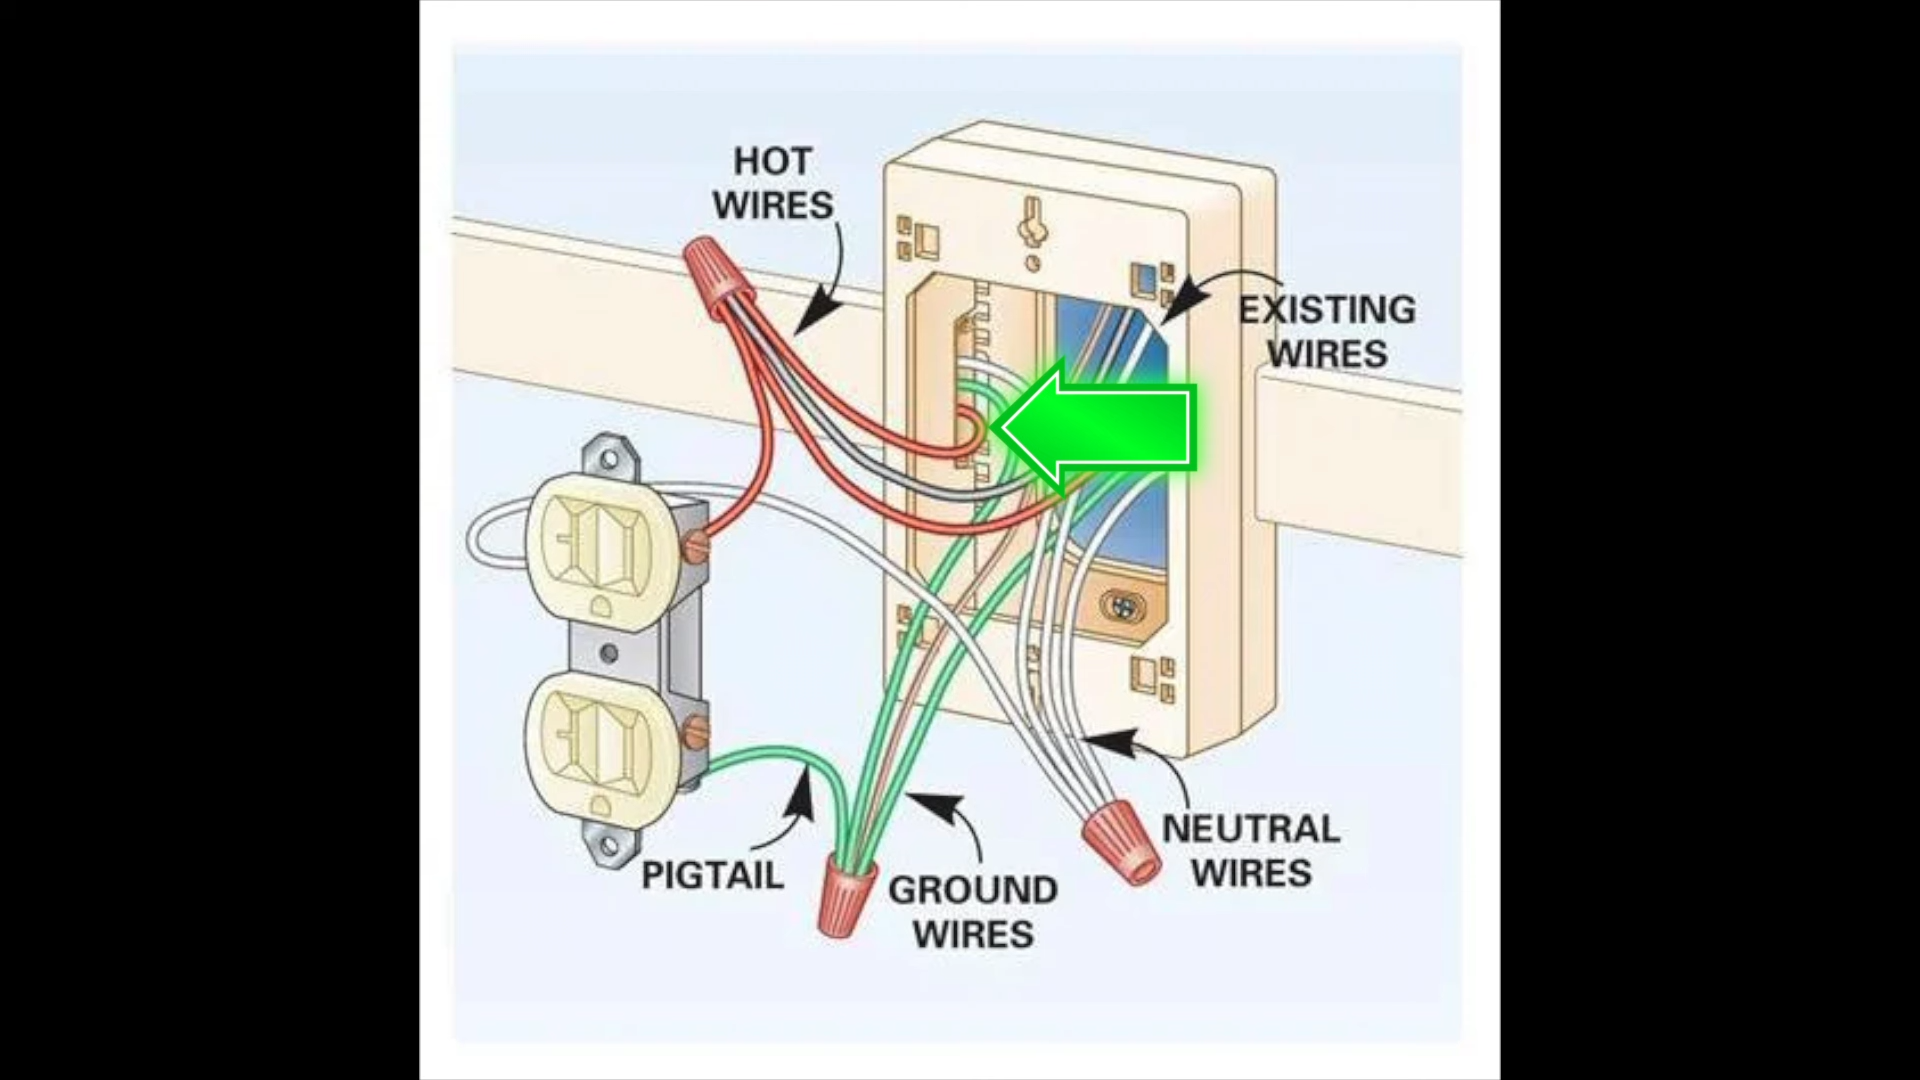 HOT
WIRES
EXISTING
WIRES
PIGTAIL
GROUND
WIRES
NEUTRAL
WIRES